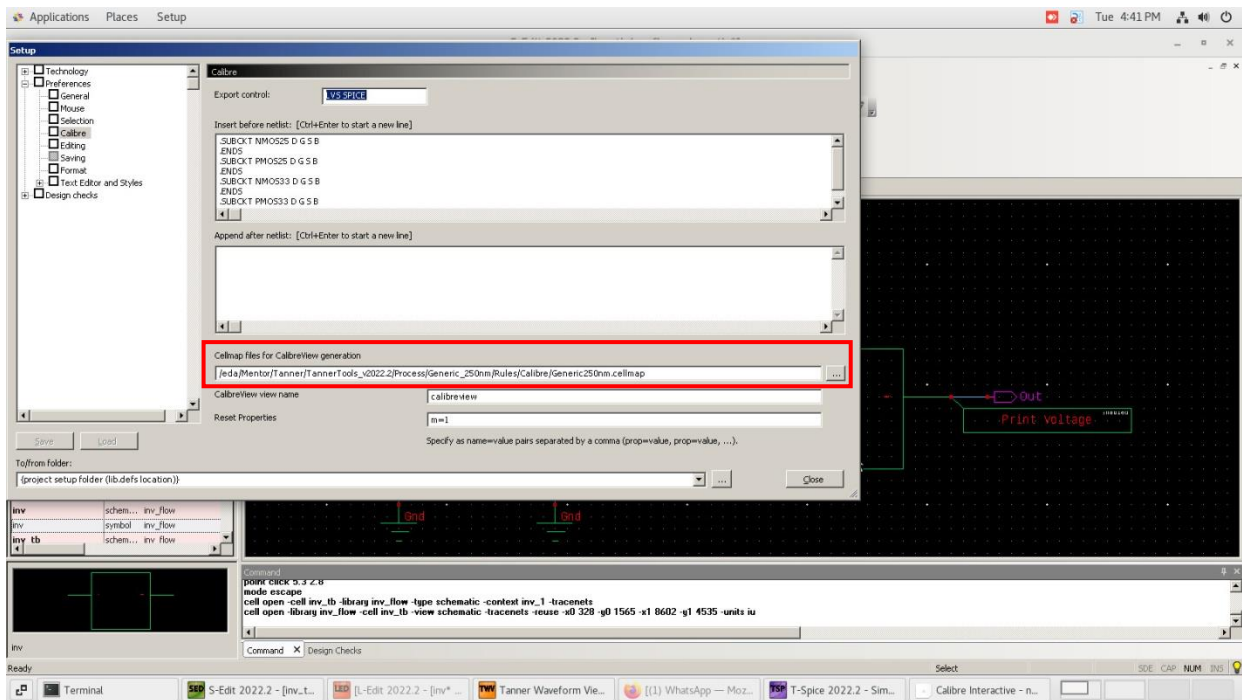 Applications Places Setup
Tue 4:41 PM
Setup
Technology
Preferences
General
Mouse
Selection
Calibre
Editing
Saving
Format
Text Editor and Styles
Design checks
Calibre
Export control: LVS SPICE
Insert before netlist: [Ctrl+Enter to start a new line]
.SUBCKT NMOS25 D G S B
.ENDS
.SUBCKT PMOS25 D G S B
.ENDS
.SUBCKT NMOS33 D G S B
.ENDS
.SUBCKT PMOS33 D G S B
Append after netlist: [Ctrl+Enter to start a new line]
Cellmap files for CalibreView generation
/eda/Mentor/Tanner/TannerTools_v2022.2/Process/Generic_250nm/Rules/Calibre/Generic250nm.cellmap ...
CalibreView view name calibreview
Reset Properties m=1
Specify as name=value pairs separated by a comma (prop=value, prop=value, ...).
Save Load
To/from folder:
{project setup folder (lib.defs location)} ... Close
Out
Print Voltage
inv schem... inv_flow
inv symbol inv_flow
inv_tb schem... inv_flow
Gnd Gnd
Command
point click 5.3 2.8
mode escape
cell open -cell inv_tb -library inv_flow -type schematic -context inv_1 -tracenets
cell open -library inv_flow -cell inv_tb -view schematic -tracenets -reuse -x0 328 -y0 1565 -x1 8602 -y1 4535 -units iu
inv
Command X Design Checks
Ready Select SDE CAP NUM INS
Terminal SED S-Edit 2022.2 - [inv_t... LED [L-Edit 2022.2 - [inv* ... TWV Tanner Waveform Vie... [(1) WhatsApp — Moz... TSP T-Spice 2022.2 - Sim... Calibre Interactive - n...